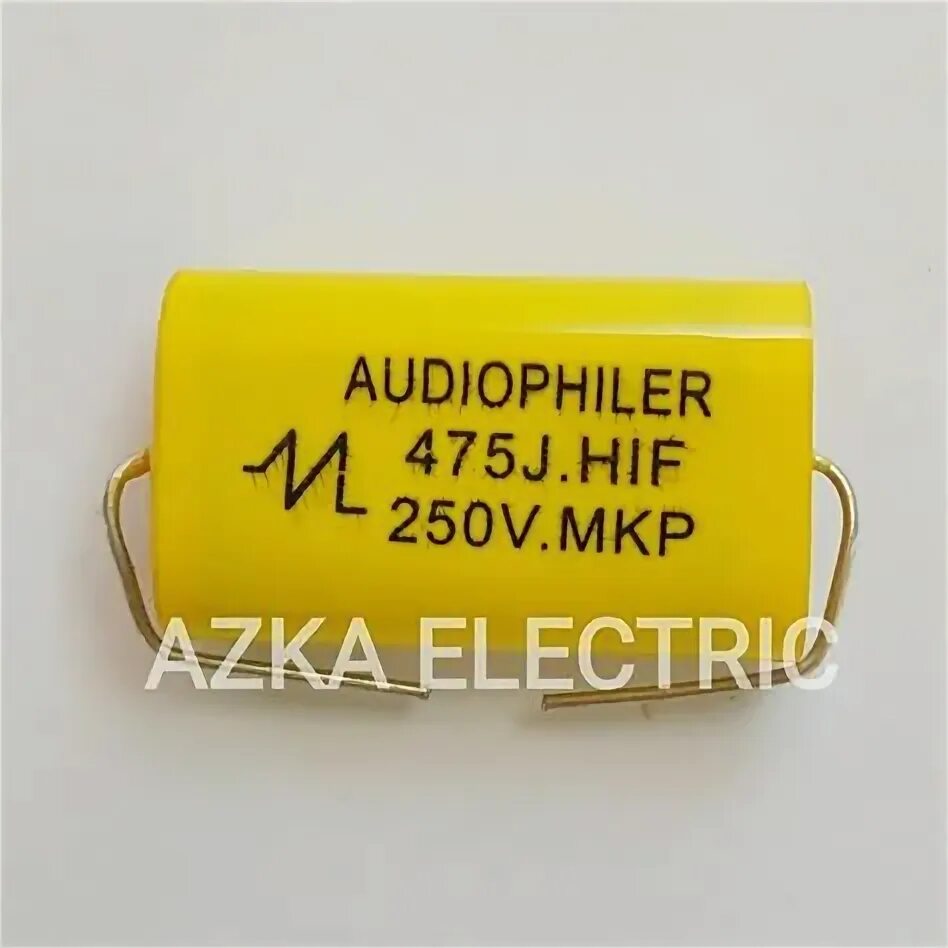 AUDIOPHILER
475J.HIF
250V.MKP
AZKA ELECTRIC